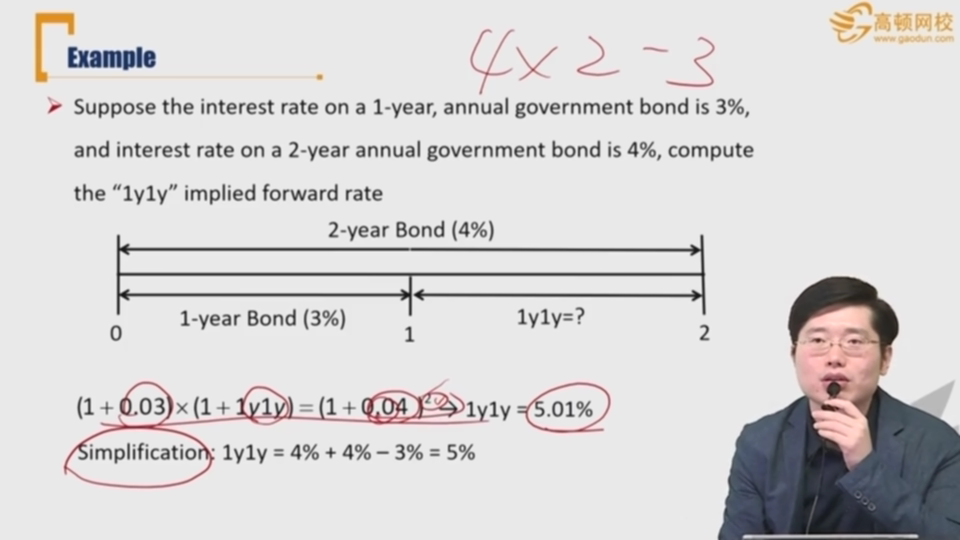 高顿网校
www.gaodun.com
Example
4×2-3
➤ Suppose the interest rate on a 1-year, annual government bond is 3%,
and interest rate on a 2-year annual government bond is 4%, compute
the “1y1y” implied forward rate
2-year Bond (4%)
1-year Bond (3%)
1y1y=?
0
1
2
(1+0.03)×(1+1y1y)=(1+0.04)² → 1y1y = 5.01%
Simplification: 1y1y = 4% + 4% – 3% = 5%